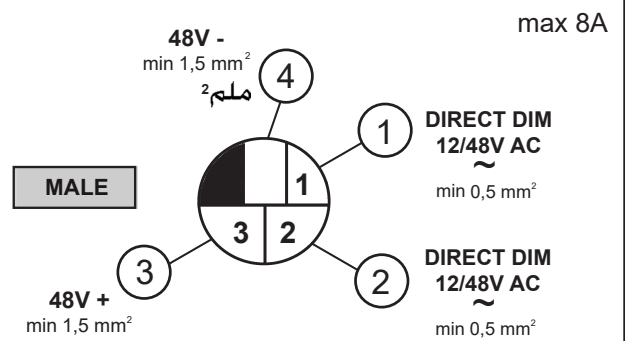 max 8A
48V -
min 1,5 mm²
ملم²
4
1
DIRECT DIM
12/48V AC
~
min 0,5 mm²
MALE
1
3 2
3
48V +
min 1,5 mm²
2
DIRECT DIM
12/48V AC
~
min 0,5 mm²